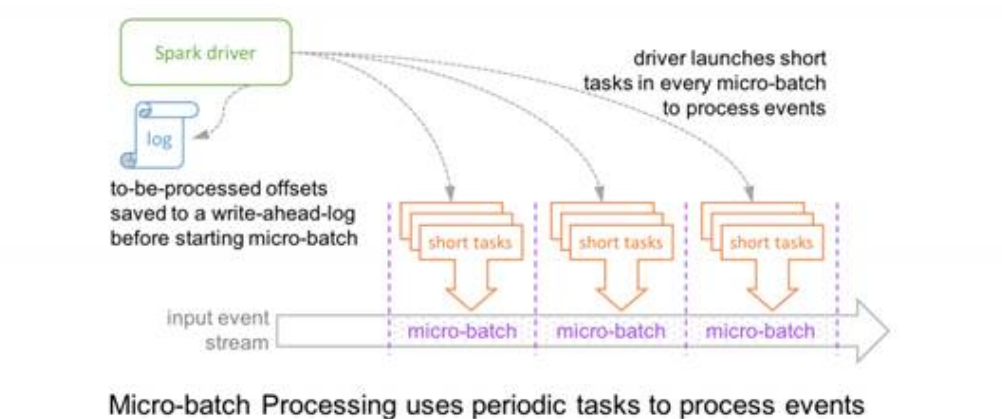 Spark driver
driver launches short
tasks in every micro-batch
to process events
log
to-be-processed offsets
saved to a write-ahead-log
before starting micro-batch
short tasks
short tasks
short tasks
input event
stream
micro-batch
micro-batch
micro-batch
Micro-batch Processing uses periodic tasks to process events